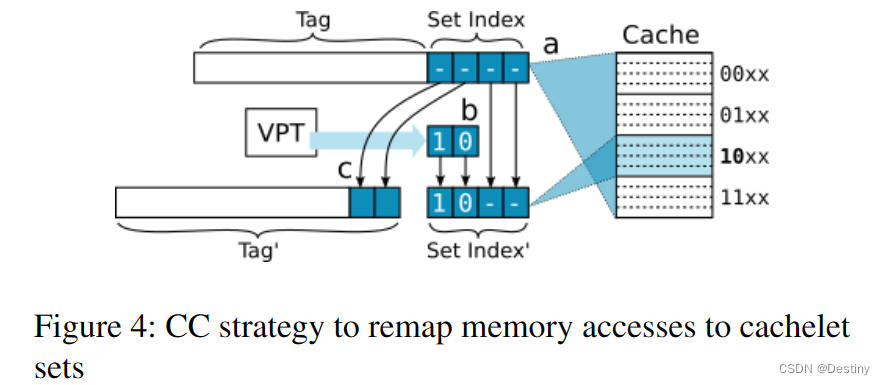 Tag
Set Index
a
Cache
- - - -
00xx
01xx
VPT
b
1 0
10xx
c
1 0 - -
11xx
Tag'
Set Index'
Figure 4: CC strategy to remap memory accesses to cachelet
sets
CSDN @Destiny